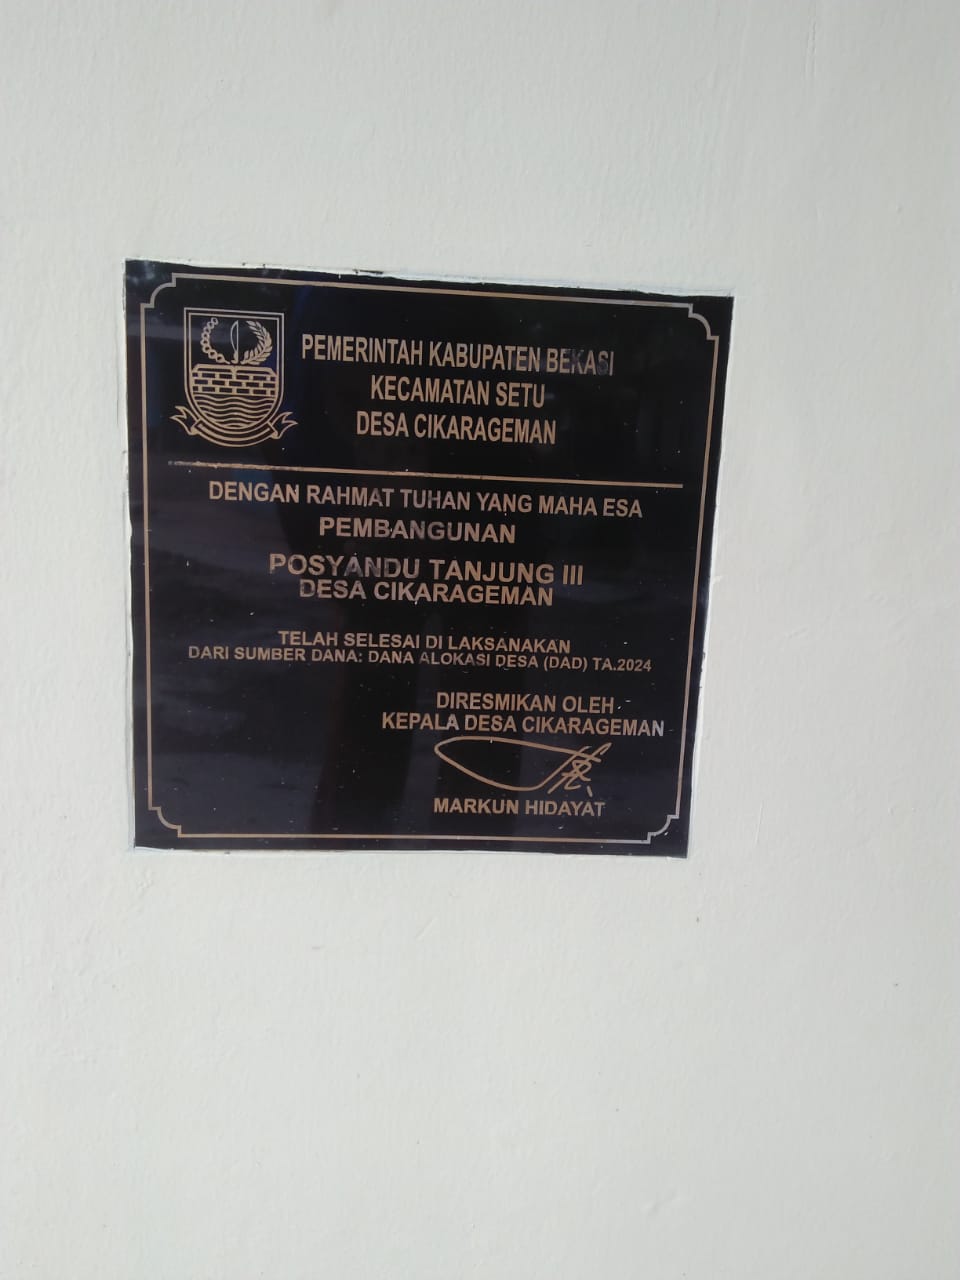 PEMERINTAH KABUPATEN BEKASI
KECAMATAN SETU
DESA CIKARAGEMAN
DENGAN RAHMAT TUHAN YANG MAHA ESA
PEMBANGUNAN
POSYANDU TANJUNG III
DESA CIKARAGEMAN
TELAH SELESAI DI LAKSANAKAN
DARI SUMBER DANA: DANA ALOKASI DESA (DAD) TA.2024
DIRESMIKAN OLEH
KEPALA DESA CIKARAGEMAN
MARKUN HIDAYAT